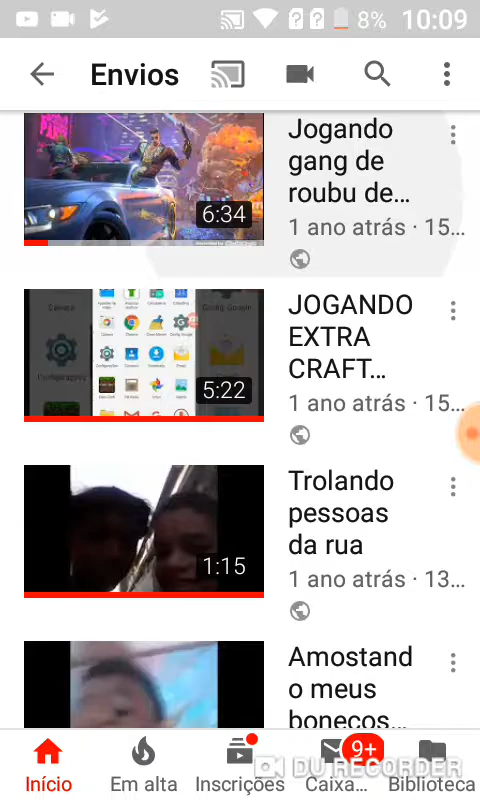 8% 10:09
Envios
Jogando
gang de
roubu de...
6:34
1 ano atrás · 15...
JOGANDO
EXTRA
CRAFT...
5:22
1 ano atrás · 15...
Trolando
pessoas
da rua
1:15
1 ano atrás · 13...
Amostand
o meus
bonecos...
9+
Início
Em alta
Inscrições
Caixa...
Biblioteca
DU RECORDER